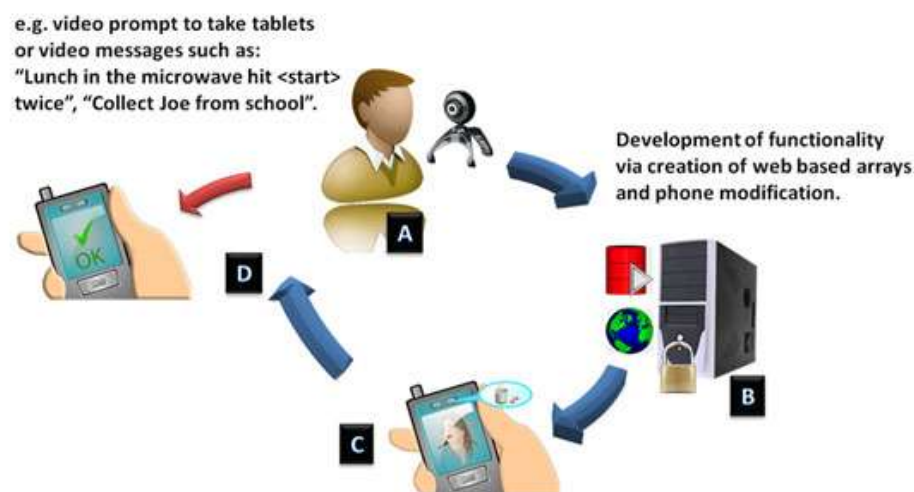 e.g. video prompt to take tablets
or video messages such as:
“Lunch in the microwave hit <start>
twice”, “Collect Joe from school”.
Development of functionality
via creation of web based arrays
and phone modification.
A
OK
D
B
C